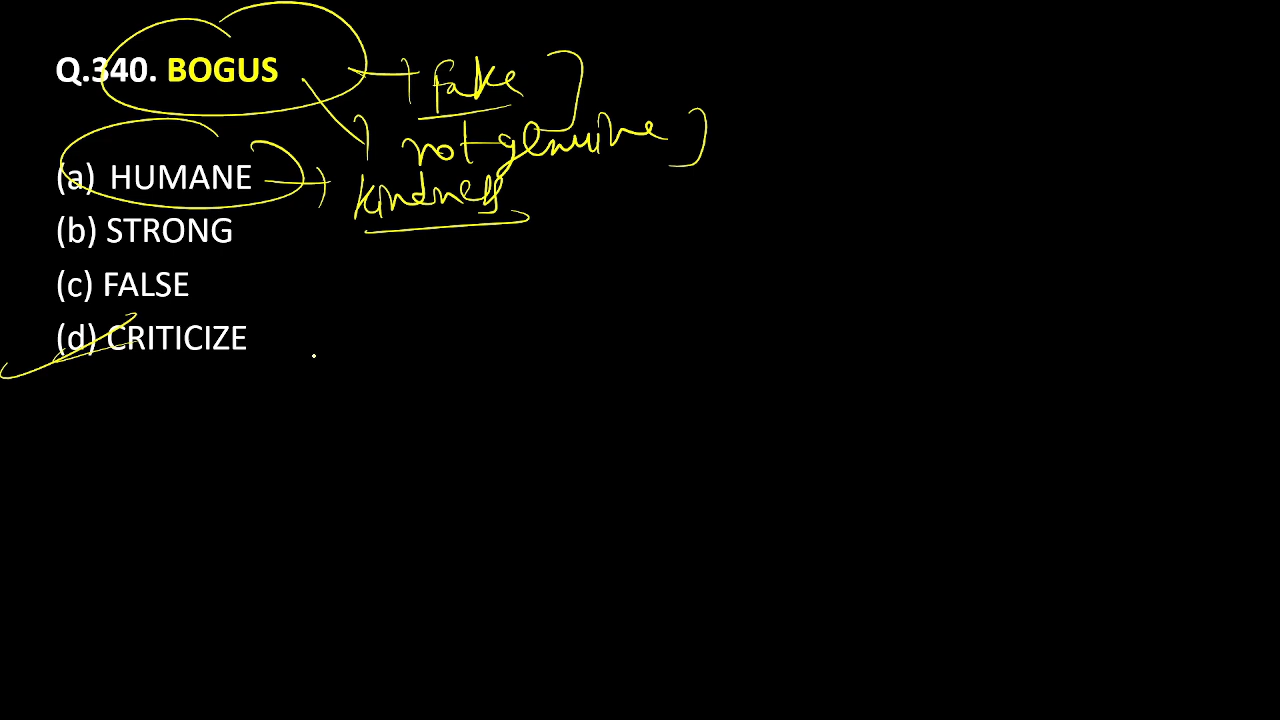 Q.340. BOGUS
fake
not genuine
(a) HUMANE
kindness
(b) STRONG
(c) FALSE
(d) CRITICIZE